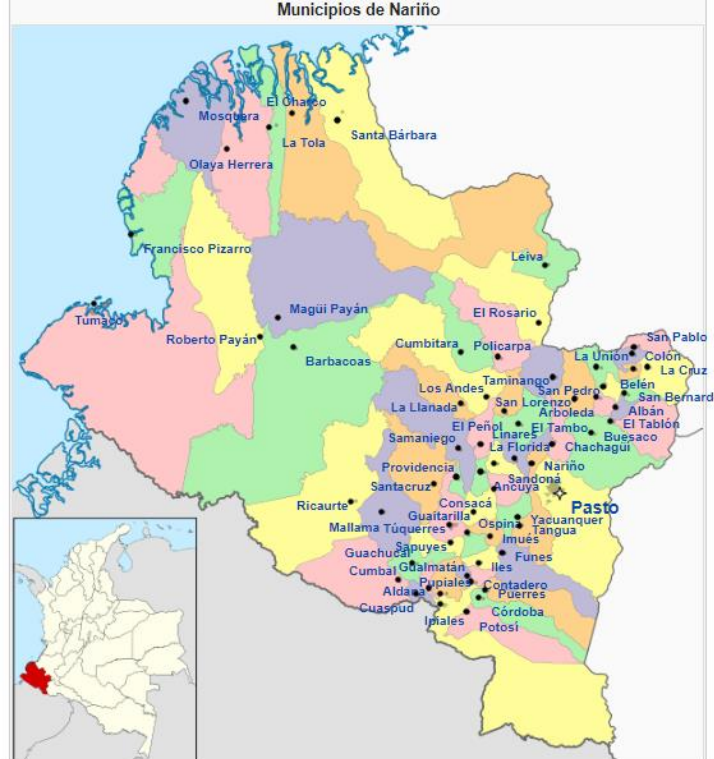 Municipios de Nariño
El Charco
Mosquera
Santa Bárbara
La Tola
Olaya Herrera
Francisco Pizarro
Leiva
Magüi Payán
Tumaco
El Rosario
Roberto Payán
Cumbitara
Policarpa
San Pablo
Barbacoas
La Unión
Colón
La Cruz
Los Andes
Taminango
San Pedro
Belén
San Bernard
La Llanada
San Lorenzo
Arboleda
Albán
El Peñol
El Tambo
El Tablón
Linares
Buesaco
Samaniego
La Florida
Chachagüi
Providencia
Nariño
Sandoná
Santacruz
Ancuya
Ricaurte
Consacá
Pasto
Guaitarilla
Yacuanquer
Mallama
Túquerres
Ospina
Tangua
Imués
Sapuyes
Guachucal
Funes
Gualmatán
Iles
Cumbal
Pupiales
Contadero
Aldana
Puerres
Cuaspud
Córdoba
Ipiales
Potosí